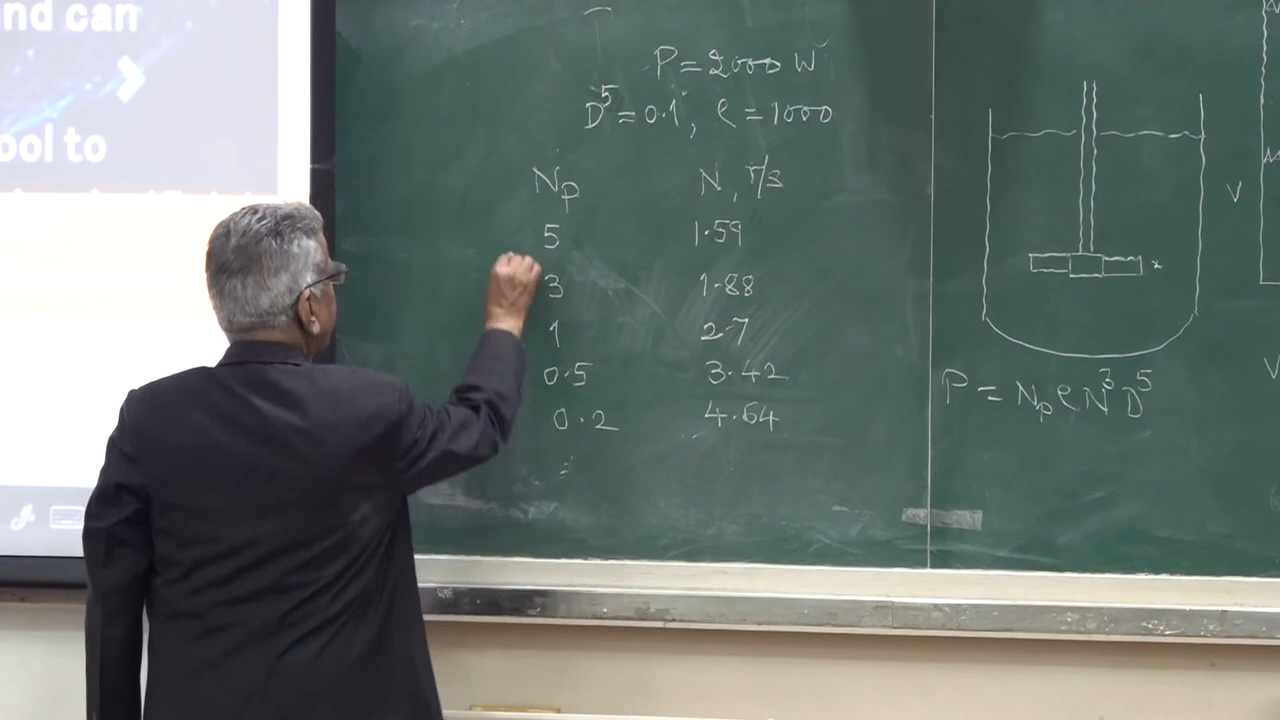 nd can
ool to
P = 2000 W
D⁵ = 0.1, ρ = 1000
Np N, r/s
5 1.59
3 1.88
1 2.7
0.5 3.42
0.2 4.64
V
P = Np ρ N³ D⁵
V